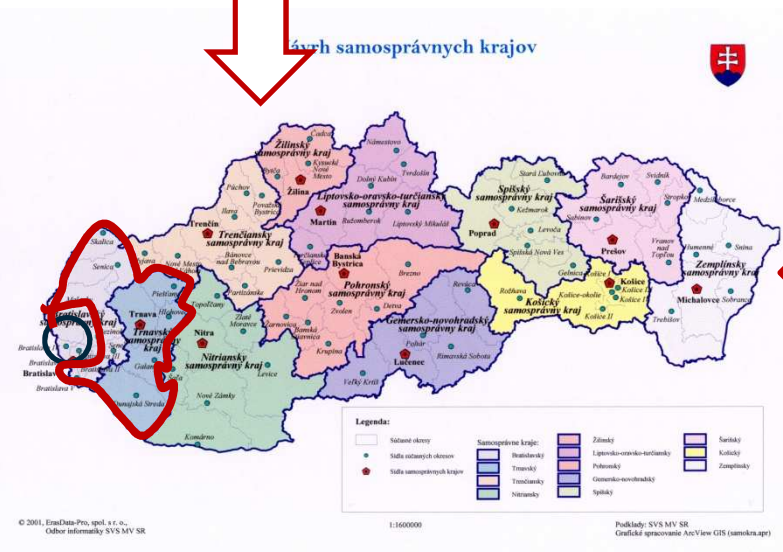 ávrh samosprávnych krajov
Čadca
Žilinský
samosprávny kraj
Kysucké
Nové
Mesto
Bytča
Žilina
Námestovo
Tvrdošín
Dolný Kubín
Liptovsko-oravsko-turčiansky
samosprávny kraj
Martin
Ružomberok
Liptovský Mikuláš
Púchov
Považská
Bystrica
Ilava
Trenčín
Trenčiansky
samosprávny kraj
Bánovce
nad Bebravou
Prievidza
Partizánske
Nové Mesto
Turčianske
Teplice
Stará Ľubovňa
Spišský
samosprávny kraj
Kežmarok
Poprad
Levoča
Spišská Nová Ves
Gelnica
Bardejov
Svidník
Stropkov
Šarišský
samosprávny kraj
Sabinov
Prešov
Vranov
nad
Topľou
Medzilaborce
Humenné
Snina
Zemplínsky
samosprávny kraj
Michalovce
Sobrance
Trebišov
Košice I
Košice
Košice-okolie
Košice II
Košický
samosprávny kraj
Rožňava
Banská
Bystrica
Brezno
Pohronský
samosprávny kraj
Žiar nad
Hronom
Zvolen
Detva
Žarnovica
Banská
Štiavnica
Krupina
Revúca
Gemersko-novohradský
samosprávny kraj
Poltár
Rimavská Sobota
Lučenec
Veľký Krtíš
Skalica
Senica
Piešťany
Hlohovec
Trnava
Trnavský
samosprávny
kraj
Galanta
Dunajská Streda
Bratislava
Bratislava V
Topoľčany
Zlaté
Moravce
Nitra
Nitriansky
samosprávny kraj
Levice
Šaľa
Nové Zámky
Komárno
Legenda:
Súčasné okresy
Sídla súčasných okresov
Sídla samosprávnych krajov
Samosprávne kraje:
Bratislavský
Trnavský
Trenčiansky
Nitriansky
Žilinský
Liptovsko-oravsko-turčiansky
Pohronský
Gemersko-novohradský
Spišský
Šarišský
Košický
Zemplínsky
© 2001, ErasData-Pro, spol. s r. o.,
Odbor informatiky SVS MV SR
1:1600000
Podklady: SVS MV SR
Grafické spracovanie ArcView GIS (samokra.apr)